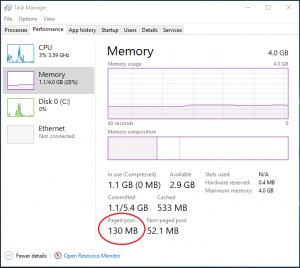 Task Manager
File Options View
Processes Performance App history Startup Users Details Services
CPU
3% 3.59 GHz
Memory
1.1/4.0 GB (28%)
Disk 0 (C:)
0%
Ethernet
Not connected
Memory 4.0 GB
Memory usage 4.0 GB
60 seconds 0
Memory composition
In use (Compressed) Available
1.1 GB (0 MB) 2.9 GB
Committed Cached
1.1/5.4 GB 533 MB
Paged pool Non-paged pool
130 MB 52.1 MB
Slots used: N/A
Hardware reserved: 0.4 MB
Maximum memory: 4.0 GB
Fewer details Open Resource Monitor